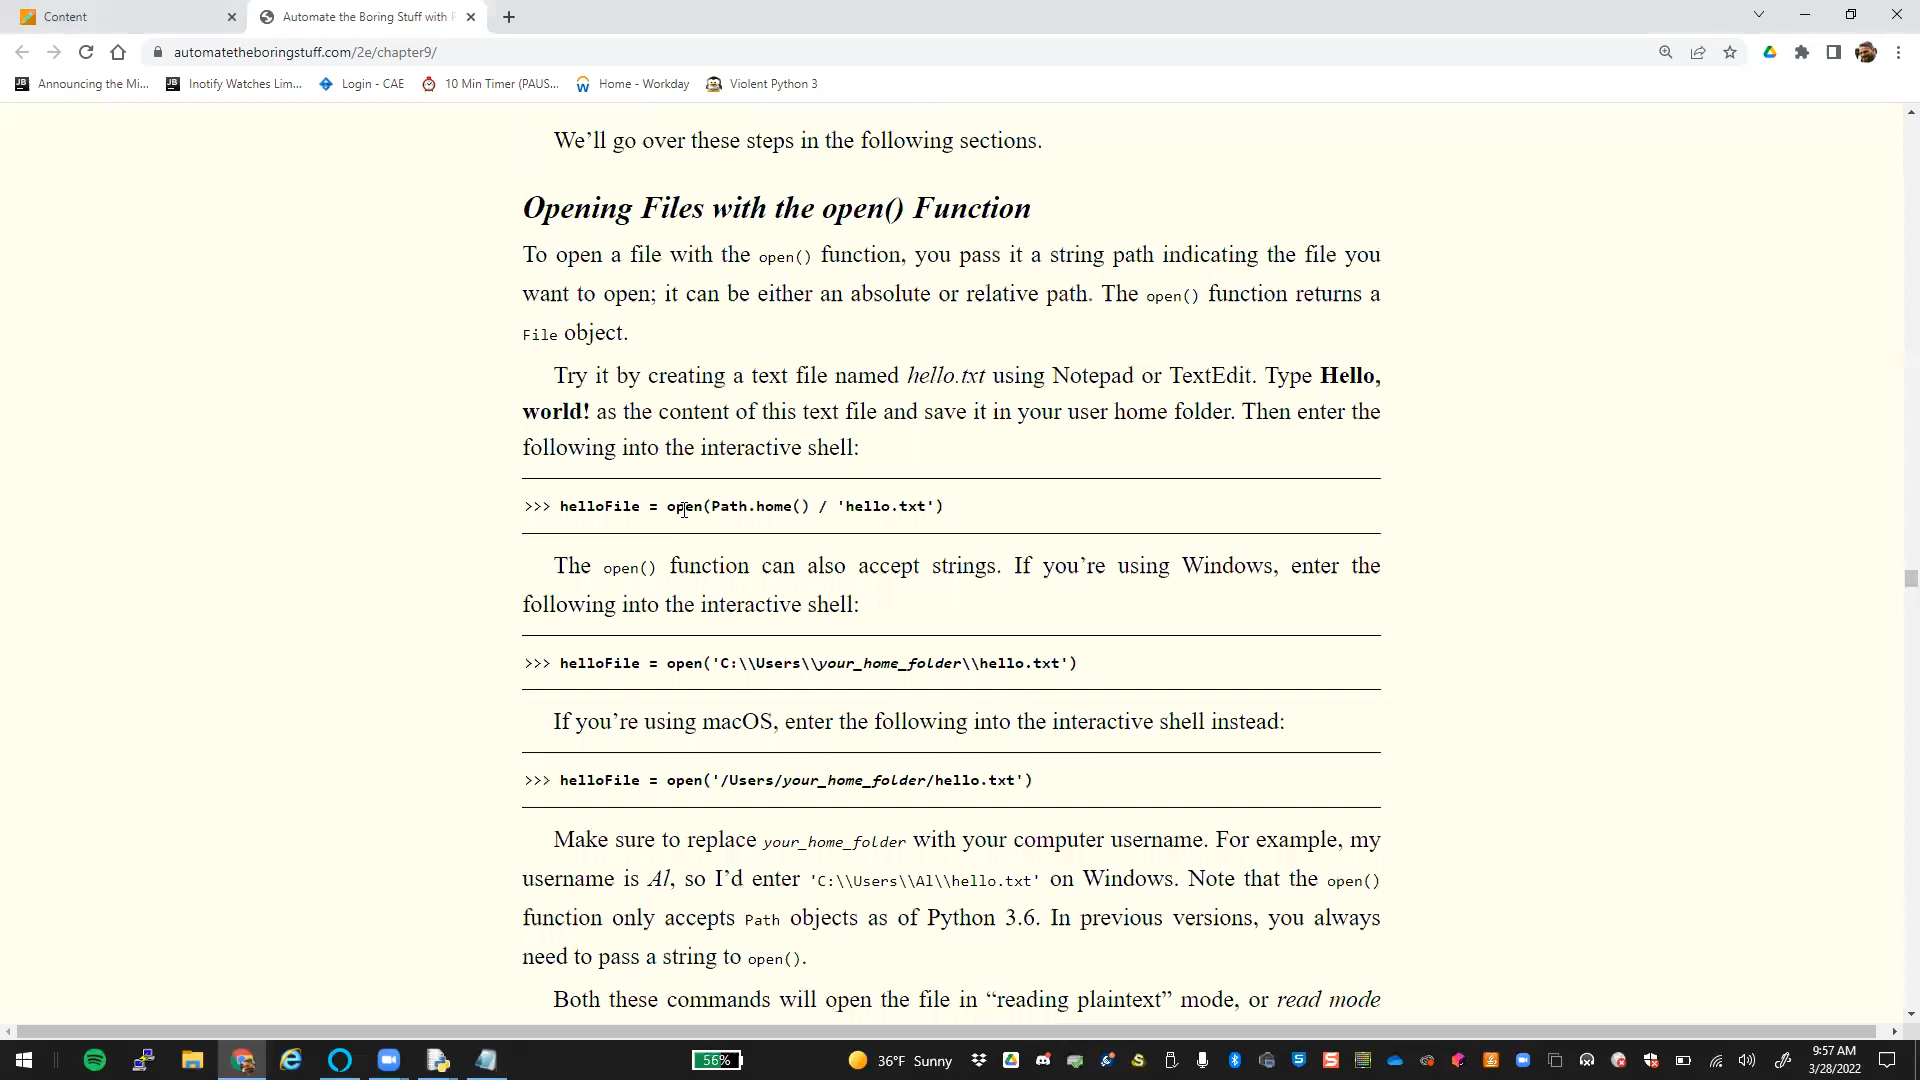 Content
Automate the Boring Stuff with P
automatetheboringstuff.com/2e/chapter9/
Announcing the Mi...
Inotify Watches Lim...
Login - CAE
10 Min Timer (PAUS...
Home - Workday
Violent Python 3
We’ll go over these steps in the following sections.
Opening Files with the open() Function
To open a file with the open() function, you pass it a string path indicating the file you
want to open; it can be either an absolute or relative path. The open() function returns a
File object.
Try it by creating a text file named hello.txt using Notepad or TextEdit. Type Hello,
world! as the content of this text file and save it in your user home folder. Then enter the
following into the interactive shell:
>>> helloFile = open(Path.home() / 'hello.txt')
The open() function can also accept strings. If you’re using Windows, enter the
following into the interactive shell:
>>> helloFile = open('C:\\Users\\your_home_folder\\hello.txt')
If you’re using macOS, enter the following into the interactive shell instead:
>>> helloFile = open('/Users/your_home_folder/hello.txt')
Make sure to replace your_home_folder with your computer username. For example, my
username is Al, so I’d enter 'C:\\Users\\Al\\hello.txt' on Windows. Note that the open()
function only accepts Path objects as of Python 3.6. In previous versions, you always
need to pass a string to open().
Both these commands will open the file in “reading plaintext” mode, or read mode
56%
36°F Sunny
9:57 AM
3/28/2022